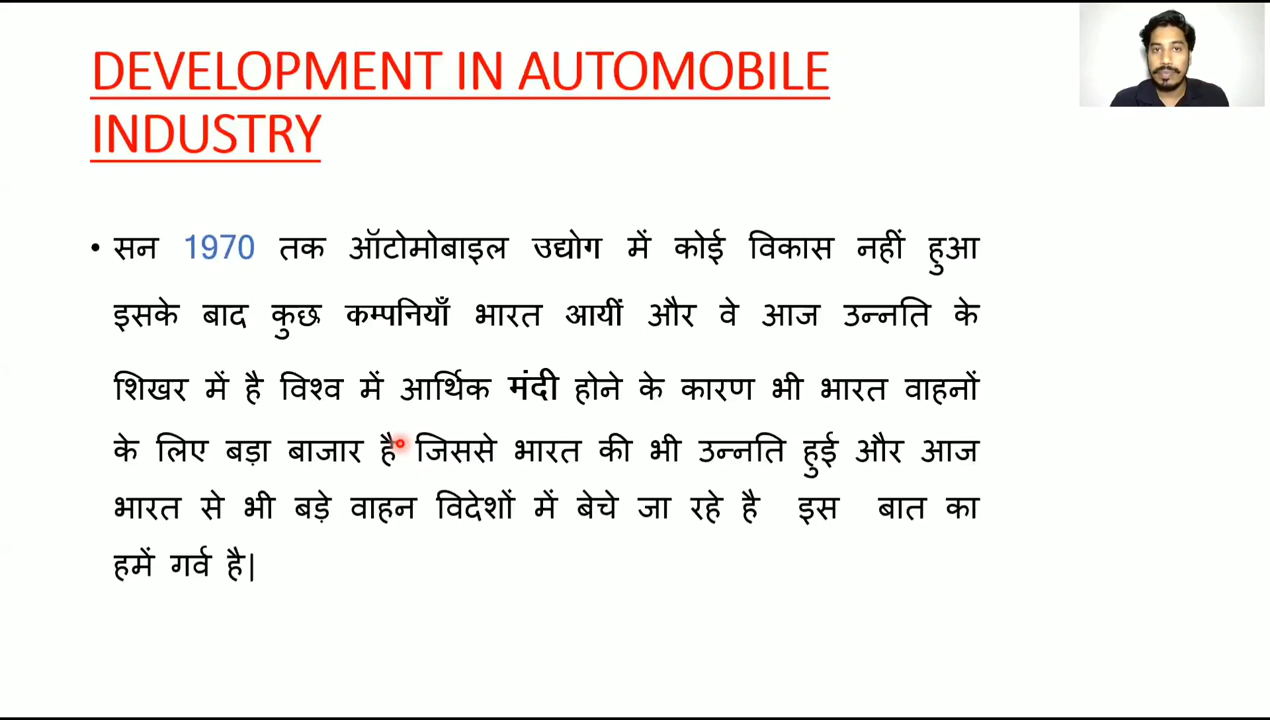 DEVELOPMENT IN AUTOMOBILE
INDUSTRY
• सन 1970 तक ऑटोमोबाइल उद्योग में कोई विकास नहीं हुआ
इसके बाद कुछ कम्पनियाँ भारत आयीं और वे आज उन्नति के
शिखर में है विश्व में आर्थिक मंदी होने के कारण भी भारत वाहनों
के लिए बड़ा बाजार है जिससे भारत की भी उन्नति हुई और आज
भारत से भी बड़े वाहन विदेशों में बेचे जा रहे है इस बात का
हमें गर्व है|